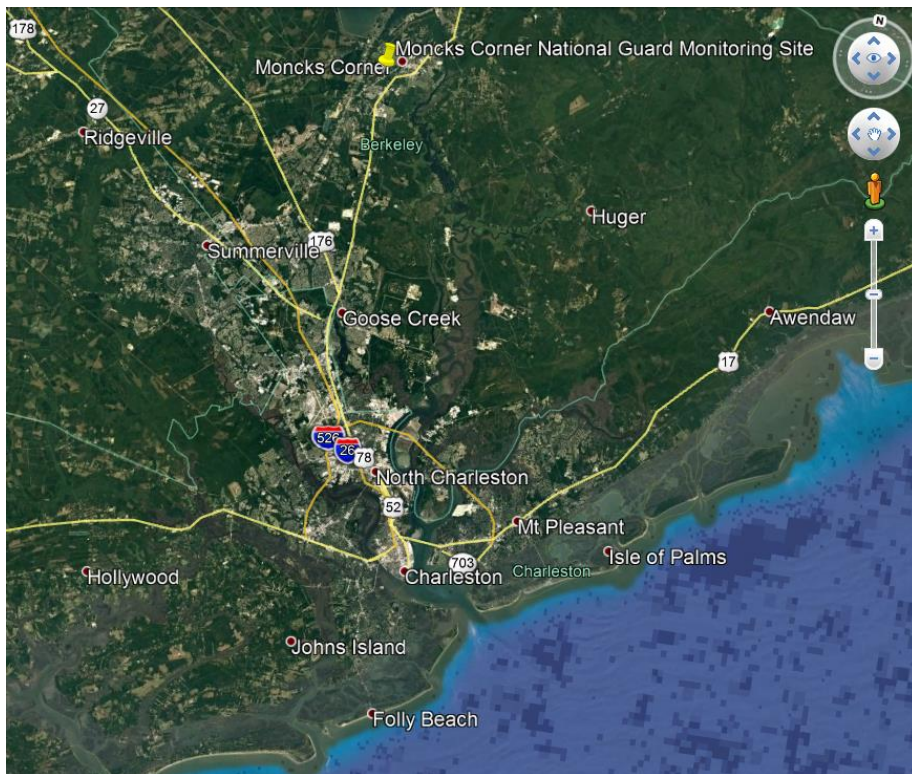 178
N
Moncks Corner National Guard Monitoring Site
Moncks Corner
27
Ridgeville
Berkeley
Huger
176
Summerville
Goose Creek
Awendaw
17
526
26
78
North Charleston
52
Mt Pleasant
Isle of Palms
703
Hollywood
Charleston
Charleston
Johns Island
Folly Beach